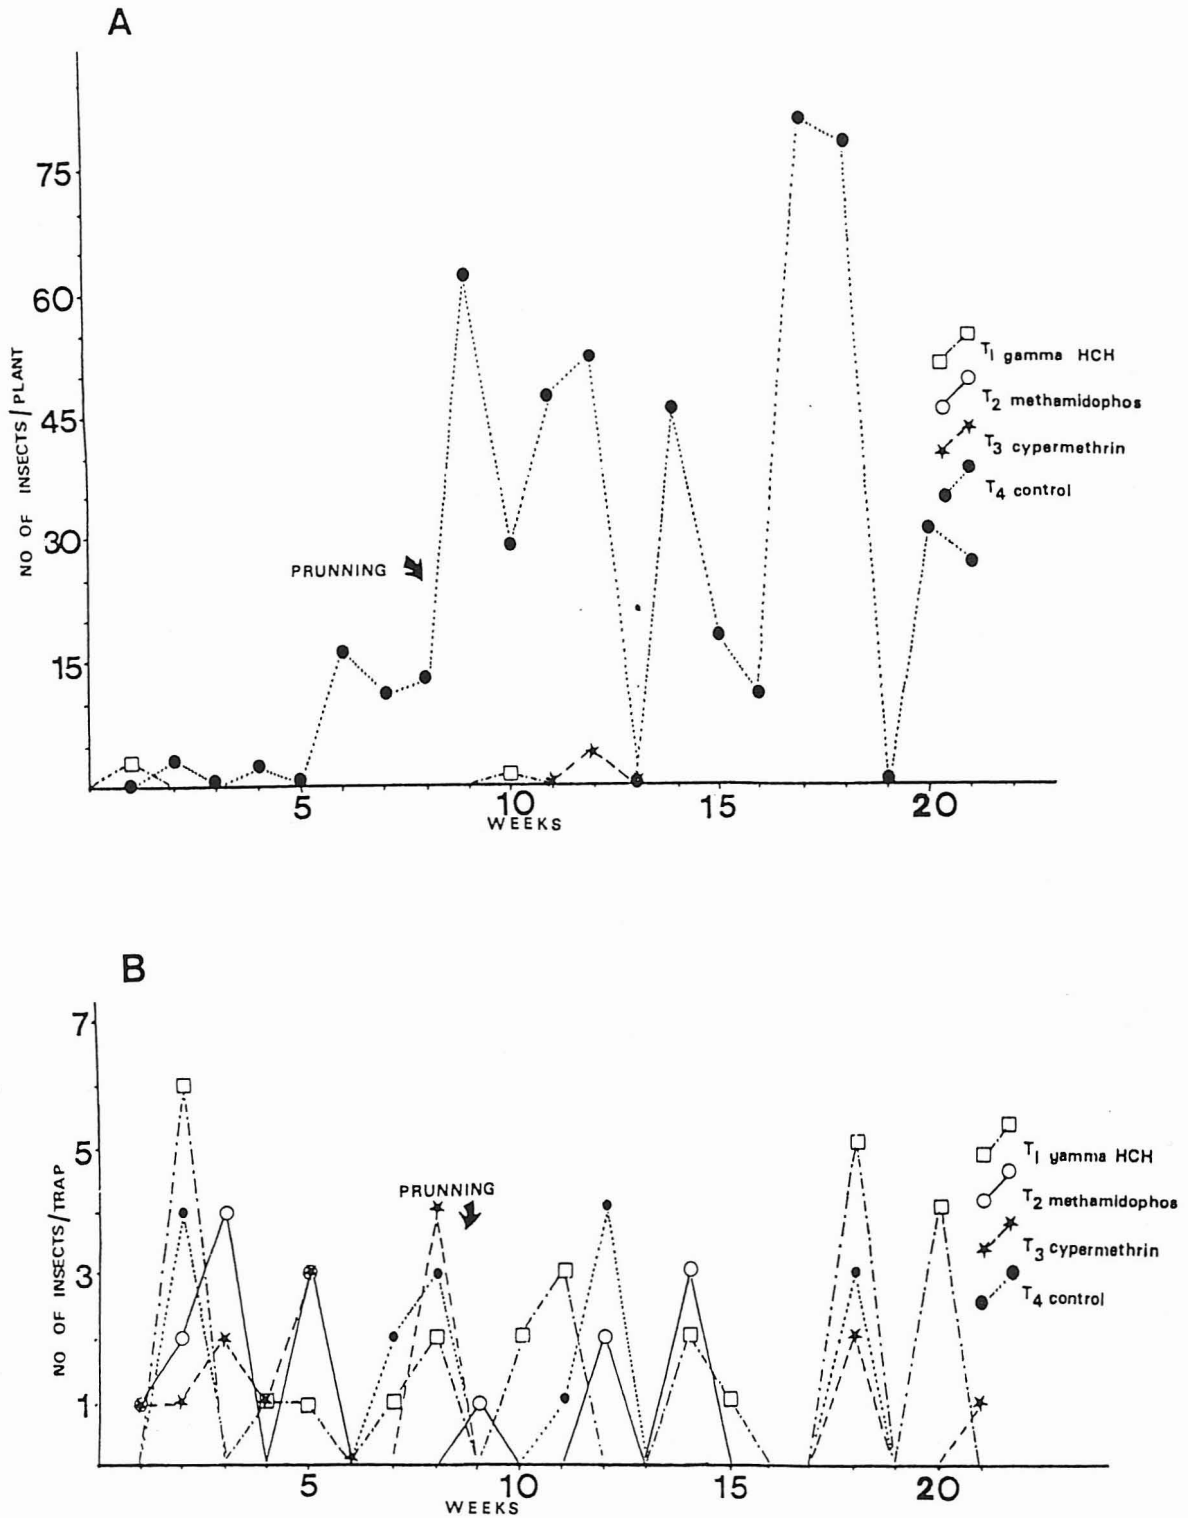 A
75
60
45
30
15
NO OF INSECTS/PLANT
PRUNNING
T1 gamma HCH
T2 methamidophos
T3 cypermethrin
T4 control
5 10 15 20
WEEKS
B
7
5
3
1
NO OF INSECTS/TRAP
PRUNNING
T1 yamma HCH
T2 methamidophos
T3 cypermethrin
T4 control
5 10 15 20
WEEKS